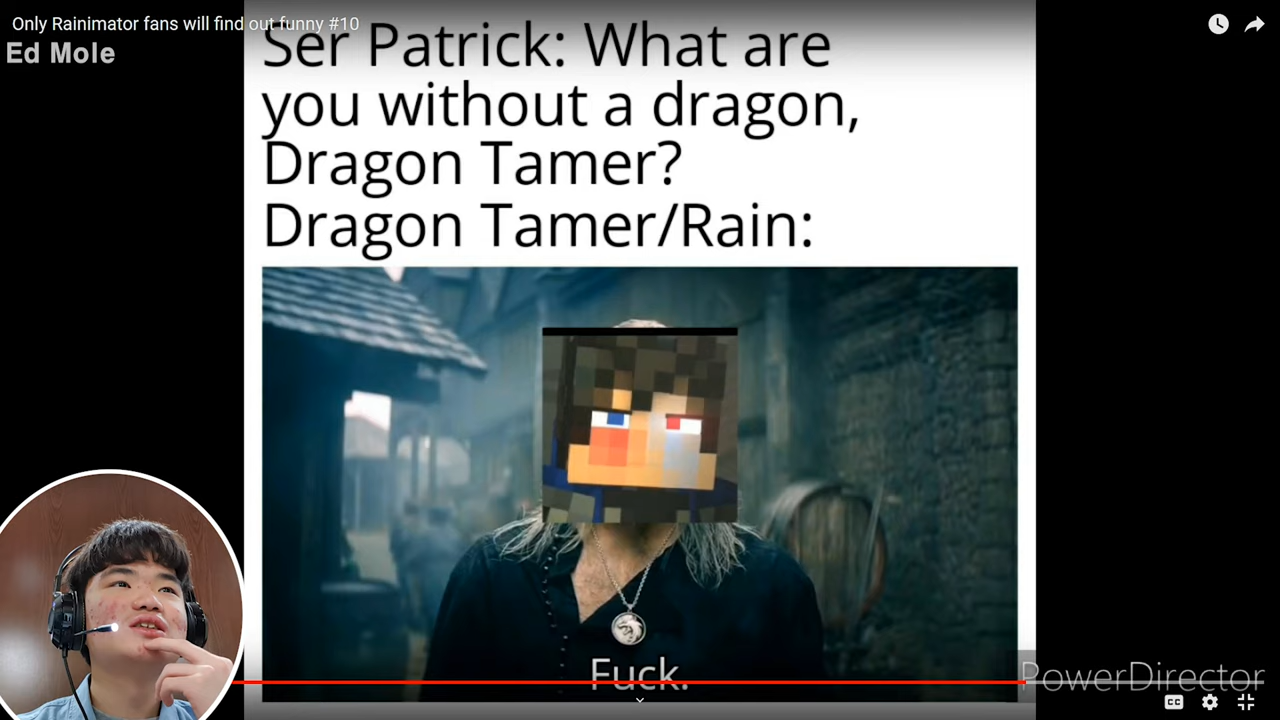 Only Rainimator fans will find out funny #10
Ed Mole
Ser Patrick: What are
you without a dragon,
Dragon Tamer?
Dragon Tamer/Rain:
Fuck.
PowerDirector
CC